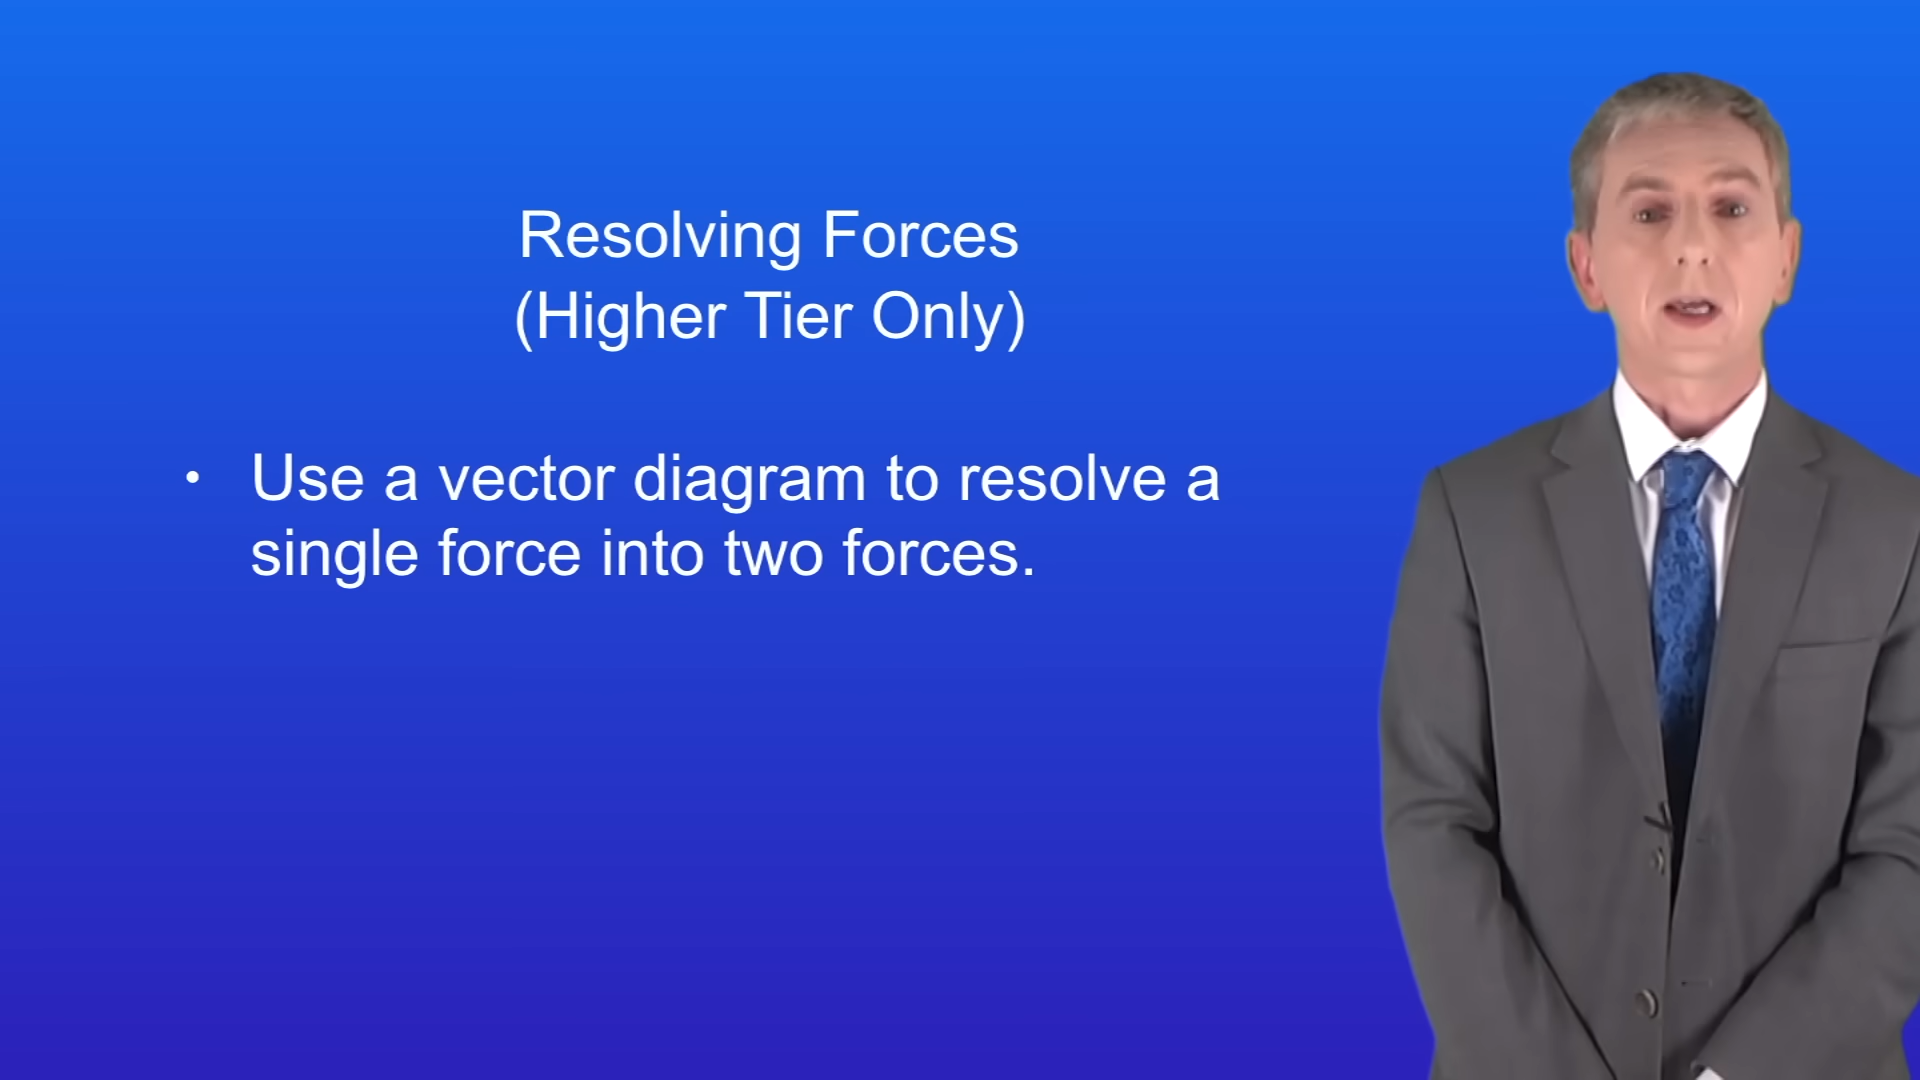 Resolving Forces
(Higher Tier Only)
• Use a vector diagram to resolve a
single force into two forces.